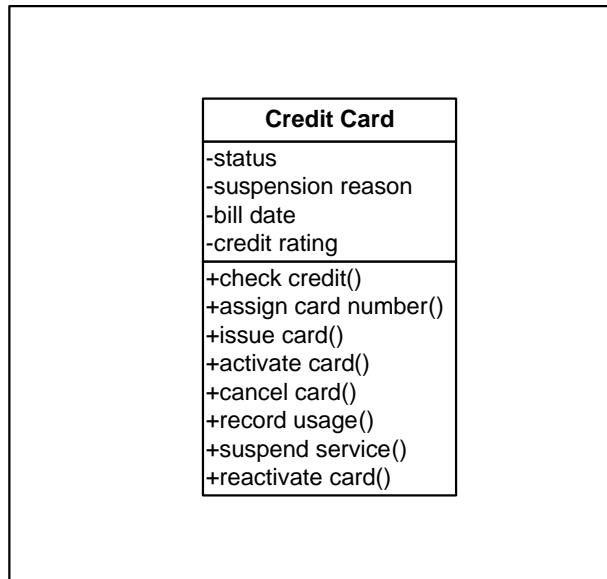 Credit Card
-status
-suspension reason
-bill date
-credit rating
+check credit()
+assign card number()
+issue card()
+activate card()
+cancel card()
+record usage()
+suspend service()
+reactivate card()